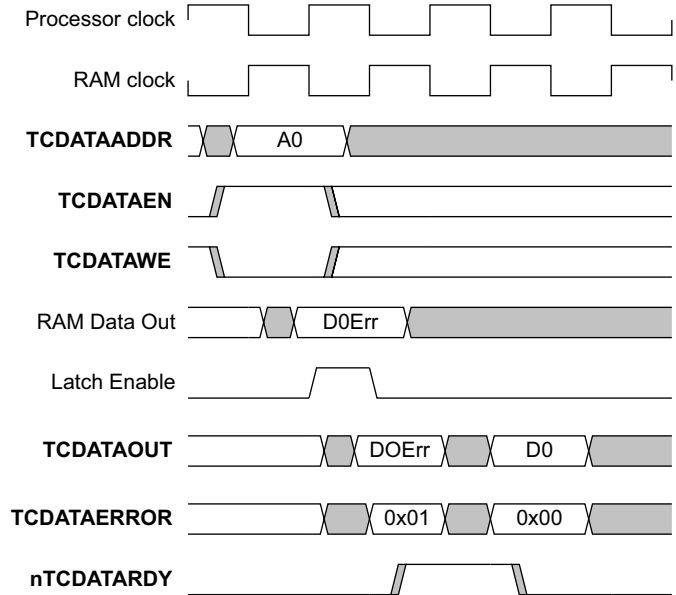 Processor clock
RAM clock
TCDATAADDR A0
TCDATAEN
TCDATAWE
RAM Data Out D0Err
Latch Enable
TCDATAOUT DOErr D0
TCDATAERROR 0x01 0x00
nTCDATARDY